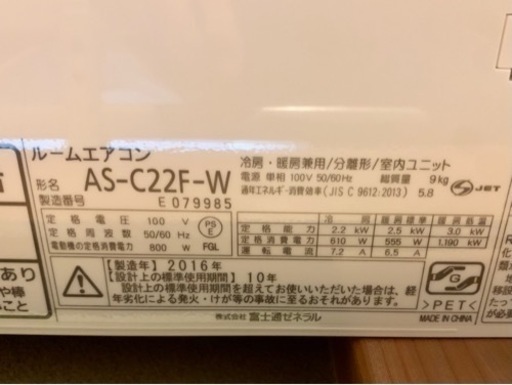 ルームエアコン
形名 AS-C22F-W
製造番号 E 079985
冷房・暖房兼用/分離形/室内ユニット
電源 単相 100V 50/60Hz 総質量 9kg
通年エネルギー消費効率(JIS C 9612:2013) 5.8
JET
定格電圧 100 V
定格周波数 50/60 Hz
電動機の定格消費電力 800 W
PS
E
FGL
冷房 暖房標準 暖房低温
定格能力 2.2 kW 2.5 kW 3.0 kW
定格消費電力 610 W 555 W 1,190 kW
運転電流 7.2 A 6.5 A
【製造年】2016年
【設計上の標準使用期間】10年
設計上の標準使用期間を超えてお使いいただいた場合は、経
年劣化による発火・けが等の事故に至るおそれがあります。
株式会社 富士通ゼネラル
>PET<
MADE IN CHINA
あり
や棒
こと